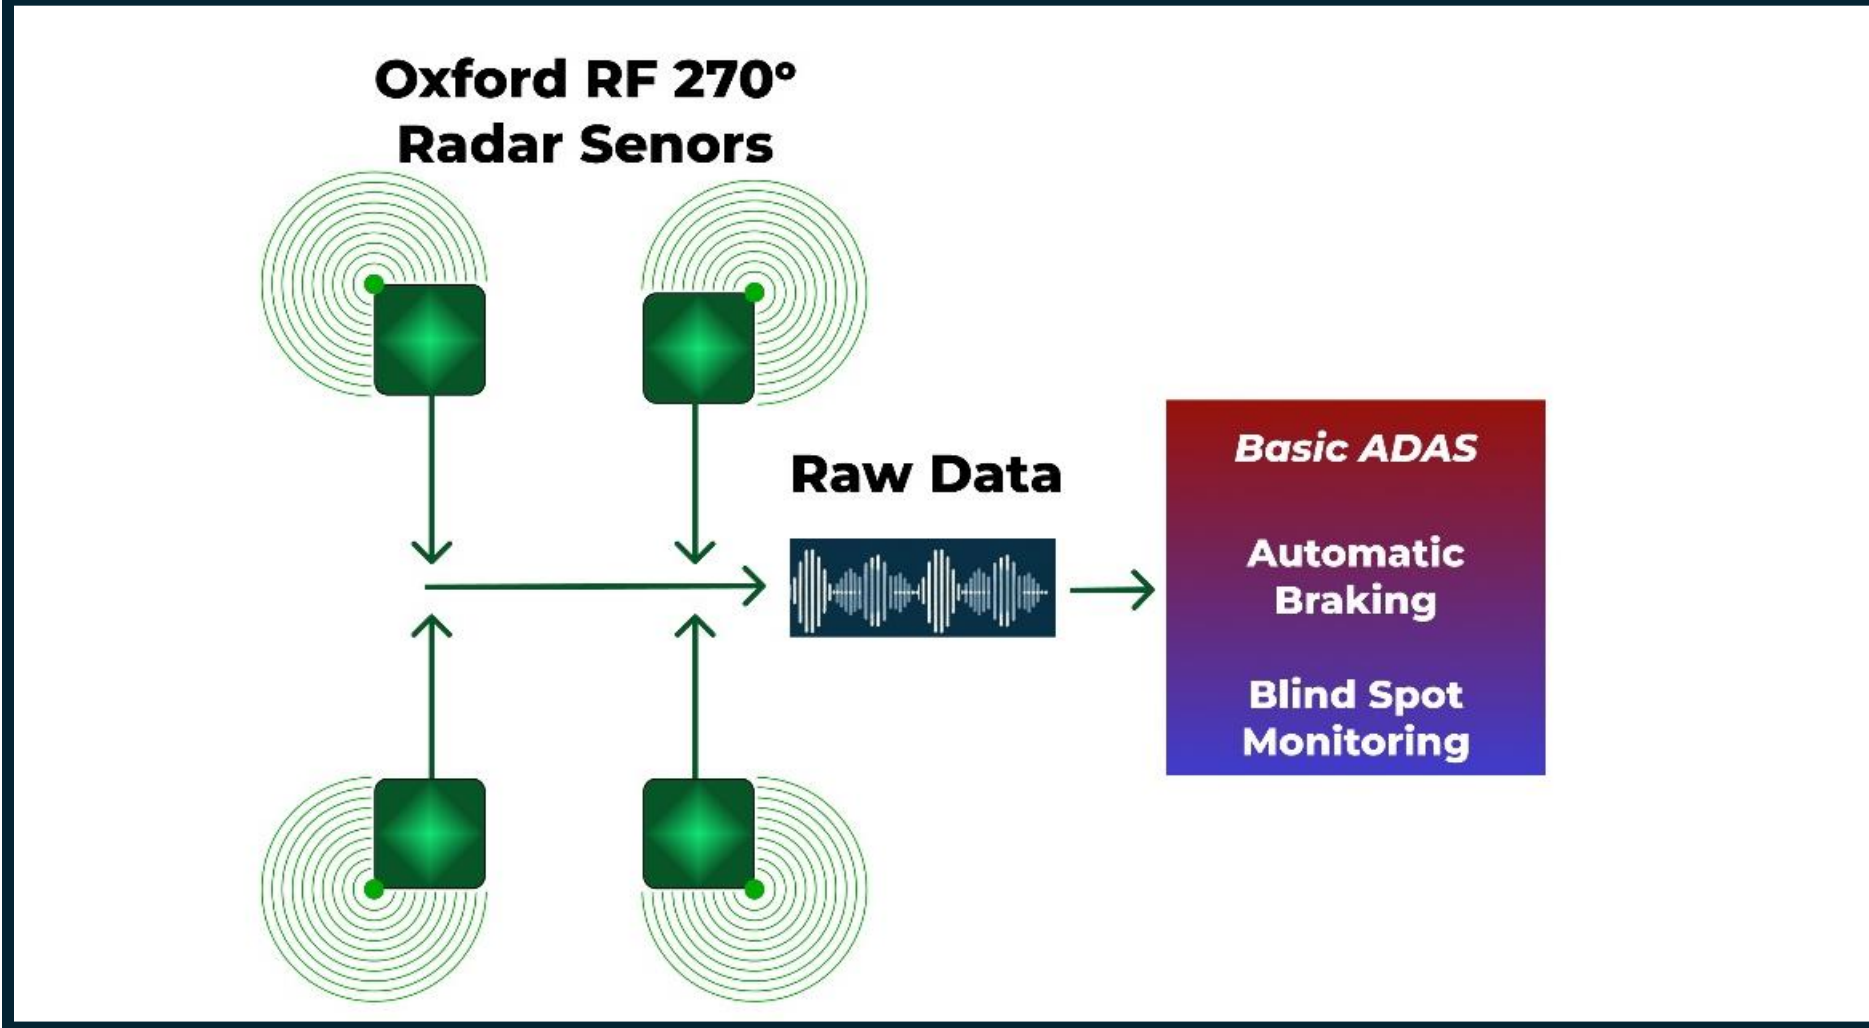 Oxford RF 270°
Radar Senors
Raw Data
Basic ADAS
Automatic
Braking
Blind Spot
Monitoring